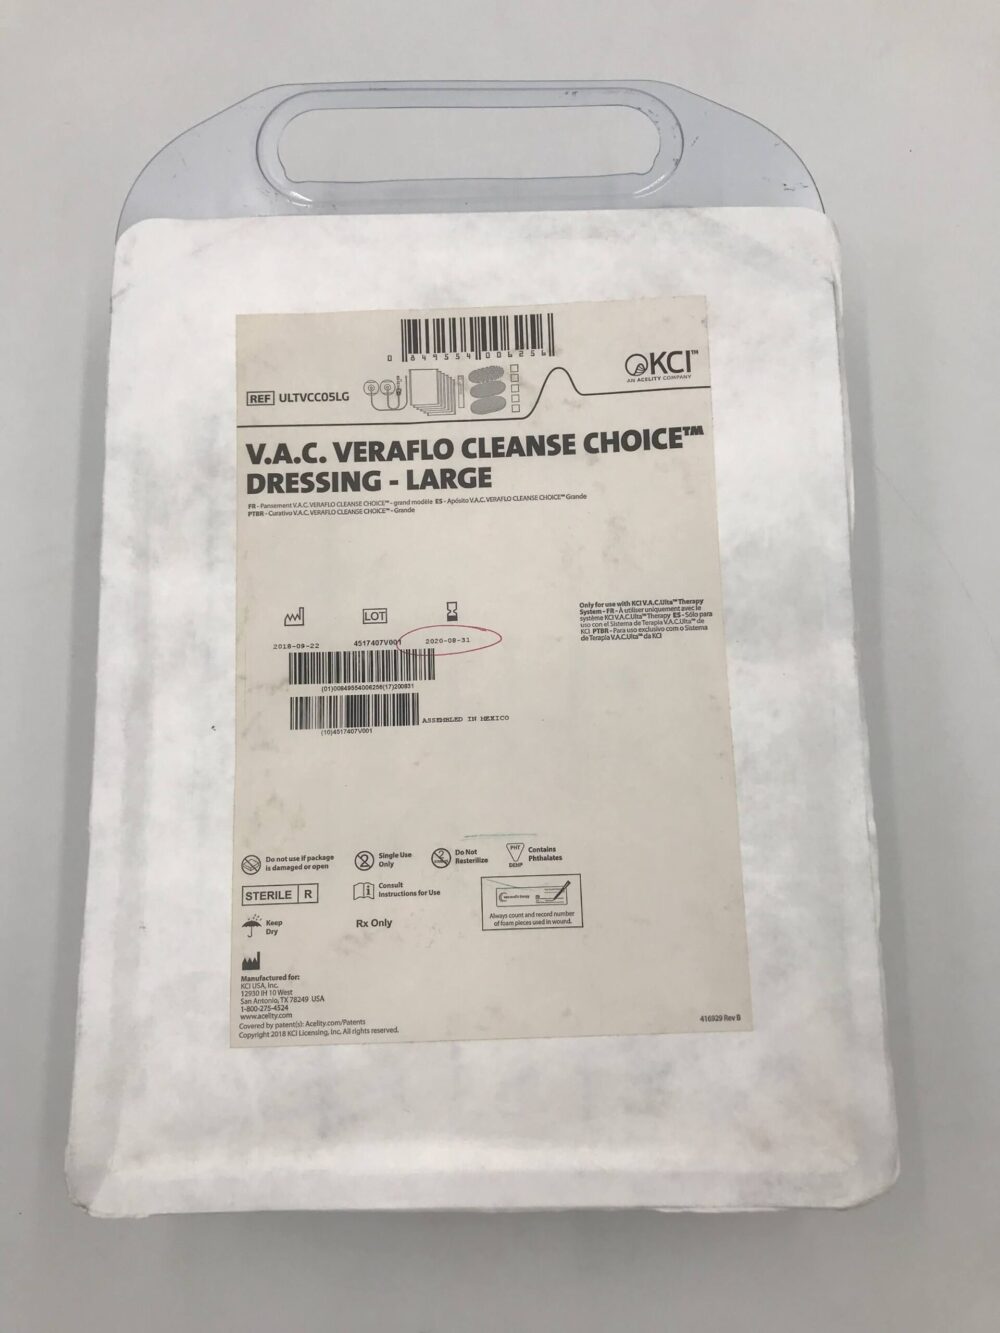 0 849554 006256
KCI™
AN ACELITY COMPANY
REF ULTVCC05LG
V.A.C. VERAFLO CLEANSE CHOICE™
DRESSING - LARGE
FR - Pansement V.A.C. VERAFLO CLEANSE CHOICE™ - grand modèle ES - Apósito V.A.C. VERAFLO CLEANSE CHOICE™ Grande
PTBR - Curativo V.A.C. VERAFLO CLEANSE CHOICE™ - Grande
LOT
2018-09-22 4517407V001 2020-08-31
(01)00849554006256(17)200831
ASSEMBLED IN MEXICO
(10)4517407V001
Only for use with KCI V.A.C.Ulta™ Therapy
System - FR - À utiliser uniquement avec le
système KCI V.A.C.Ulta™ Therapy ES - Sólo para
uso con el Sistema de Terapia V.A.C.Ulta™ de
KCI PTBR - Para uso exclusivo com o Sistema
de Terapia V.A.C.Ulta™ da KCI
Do not use if package
is damaged or open
Single Use
Only
Do Not
Resterilize
PHT
DEHP
Contains
Phthalates
STERILE R
Consult
Instructions for Use
Keep
Dry
Rx Only
Always count and record number
of foam pieces used in wound.
Manufactured for:
KCI USA, Inc.
12930 IH 10 West
San Antonio, TX 78249 USA
1-800-275-4524
www.acelity.com
Covered by patent(s): Acelity.com/Patents
Copyright 2018 KCI Licensing, Inc. All rights reserved.
416929 Rev B